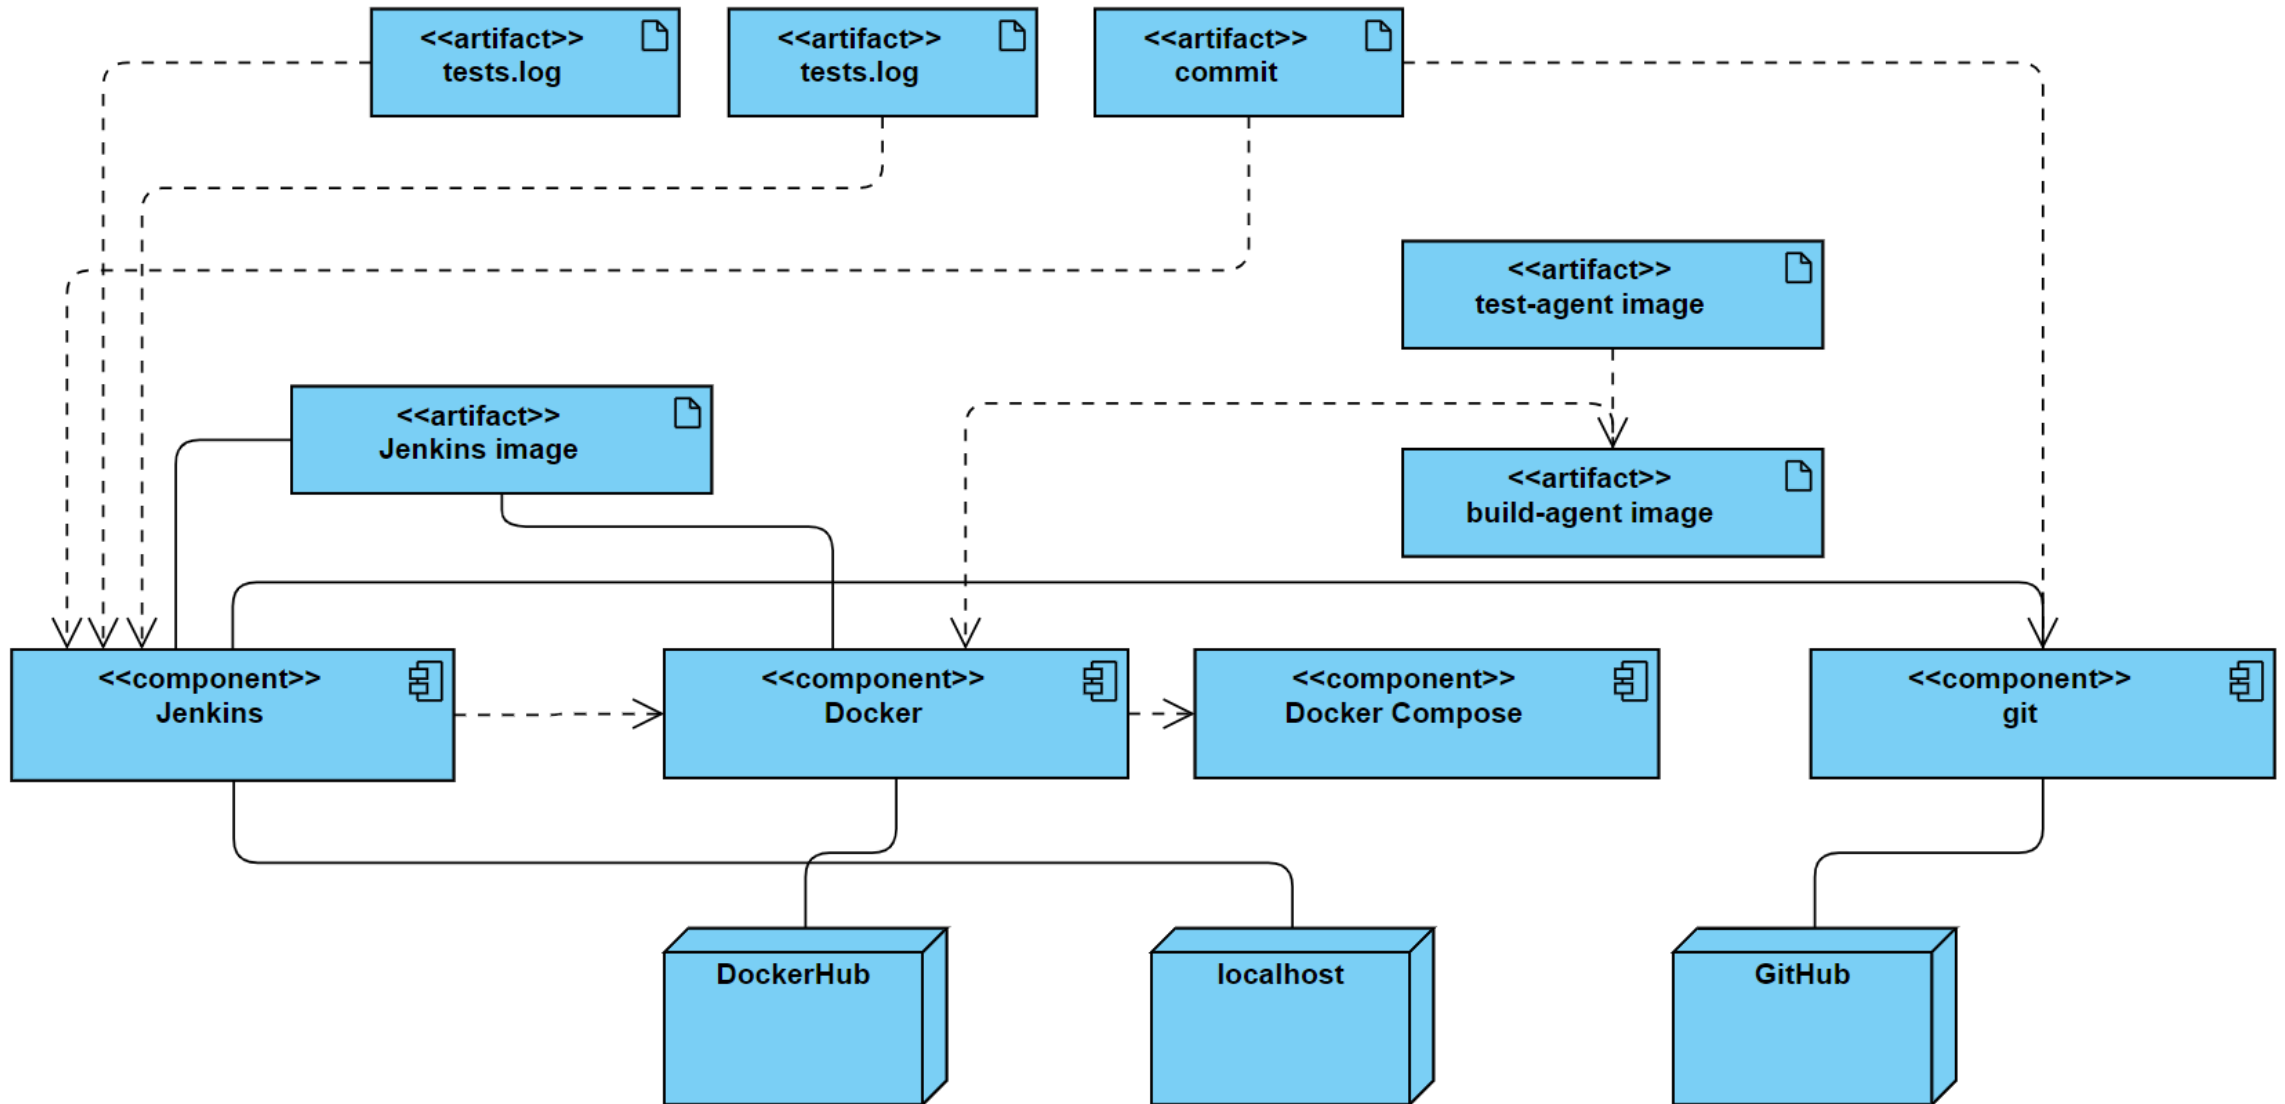 <<artifact>>
tests.log
<<artifact>>
tests.log
<<artifact>>
commit
<<artifact>>
test-agent image
<<artifact>>
Jenkins image
<<artifact>>
build-agent image
<<component>>
Jenkins
<<component>>
Docker
<<component>>
Docker Compose
<<component>>
git
DockerHub
localhost
GitHub